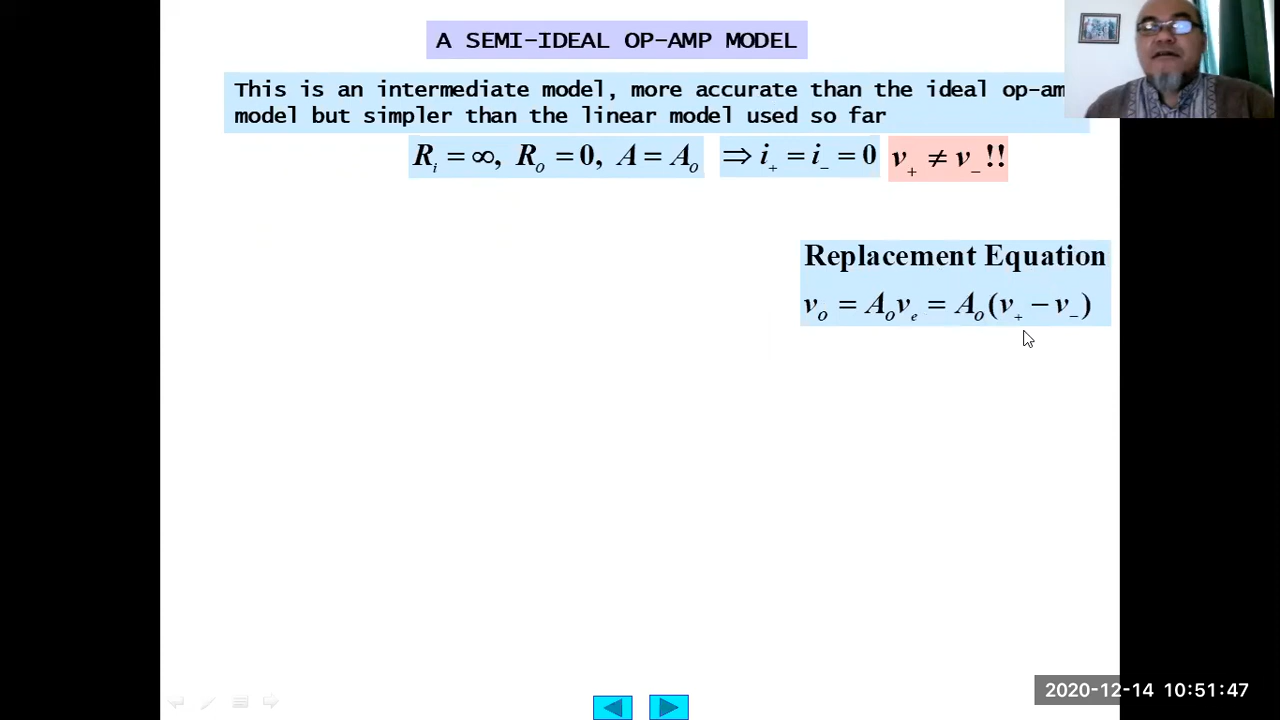 A SEMI-IDEAL OP-AMP MODEL
This is an intermediate model, more accurate than the ideal op-am
model but simpler than the linear model used so far
R_i = ∞, R_o = 0, A = A_o ⇒ i_+ = i_- = 0 v_+ ≠ v_- !!
Replacement Equation
v_o = A_o v_e = A_o (v_+ − v_-)
2020-12-14 10:51:47